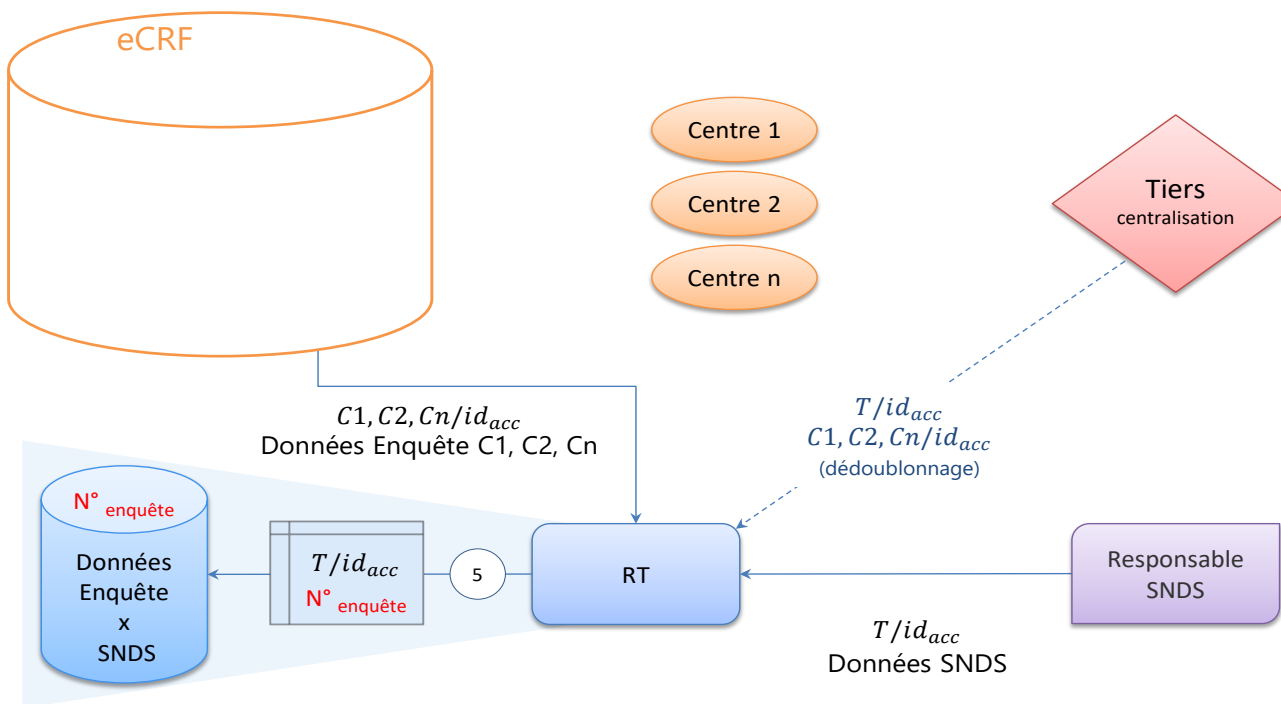 eCRF
Centre 1
Centre 2
Centre n
Tiers
centralisation
C1, C2, Cn/id_acc
Données Enquête C1, C2, Cn
T/id_acc
C1, C2, Cn/id_acc
(dédoublonnage)
N° enquête
Données
Enquête
x
SNDS
T/id_acc
N° enquête
5
RT
Responsable
SNDS
T/id_acc
Données SNDS